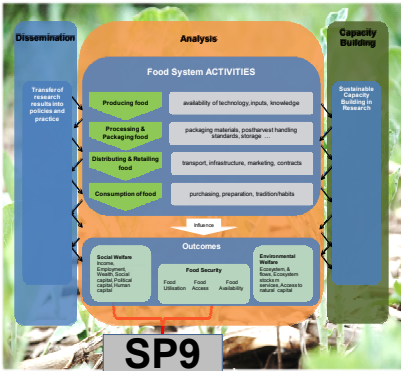 Dissemination
Transfer of
research
results into
policies and
practice
Analysis
Food System ACTIVITIES
Producing food
availability of technology, inputs, knowledge
Processing &
Packaging food
packaging materials, postharvest handling
standards, storage ...
Distributing & Retailing
food
transport, infrastructure, marketing, contracts
Consumption of food
purchasing, preparation, tradition/habits
Influence
Outcomes
Social Welfare
Income,
Employment,
Wealth, Social
capital, Political
capital, Human
capital
Food Security
Food
Utilisation
Food
Access
Food
Availability
Environmental
Welfare
Ecosystem, &
flows, Ecosystem
stocks m
services, Access to
natural capital
SP9
Capacity
Building
Sustainable
Capacity
Building in
Research